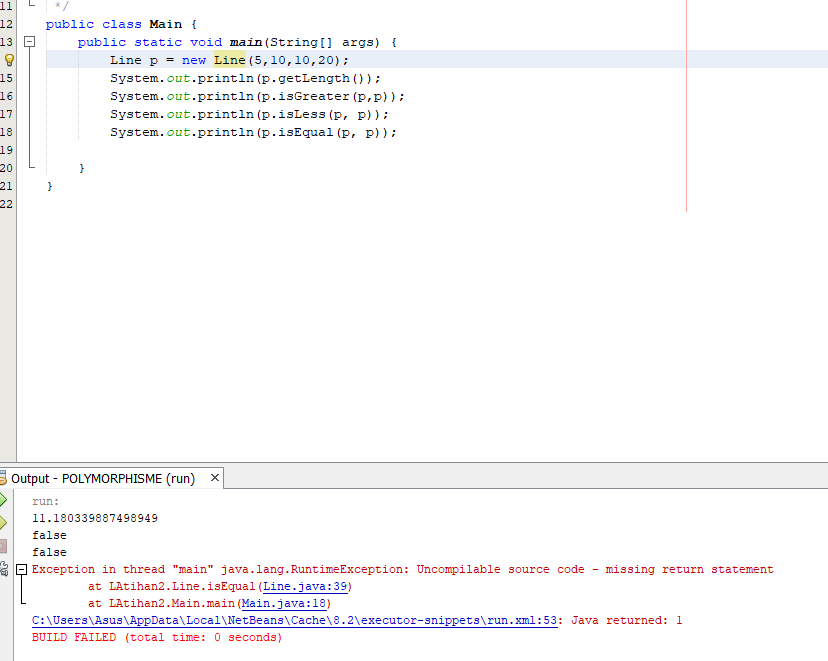 11 */
12 public class Main {
13 public static void main(String[] args) {
Line p = new Line(5,10,10,20);
15 System.out.println(p.getLength());
16 System.out.println(p.isGreater(p,p));
17 System.out.println(p.isLess(p, p));
18 System.out.println(p.isEqual(p, p));
19
20 }
21 }
22
Output - POLYMORPHISME (run) ×
run:
11.180339887498949
false
false
Exception in thread "main" java.lang.RuntimeException: Uncompilable source code - missing return statement
at LAtihan2.Line.isEqual(Line.java:39)
at LAtihan2.Main.main(Main.java:18)
C:\Users\Asus\AppData\Local\NetBeans\Cache\8.2\executor-snippets\run.xml:53: Java returned: 1
BUILD FAILED (total time: 0 seconds)